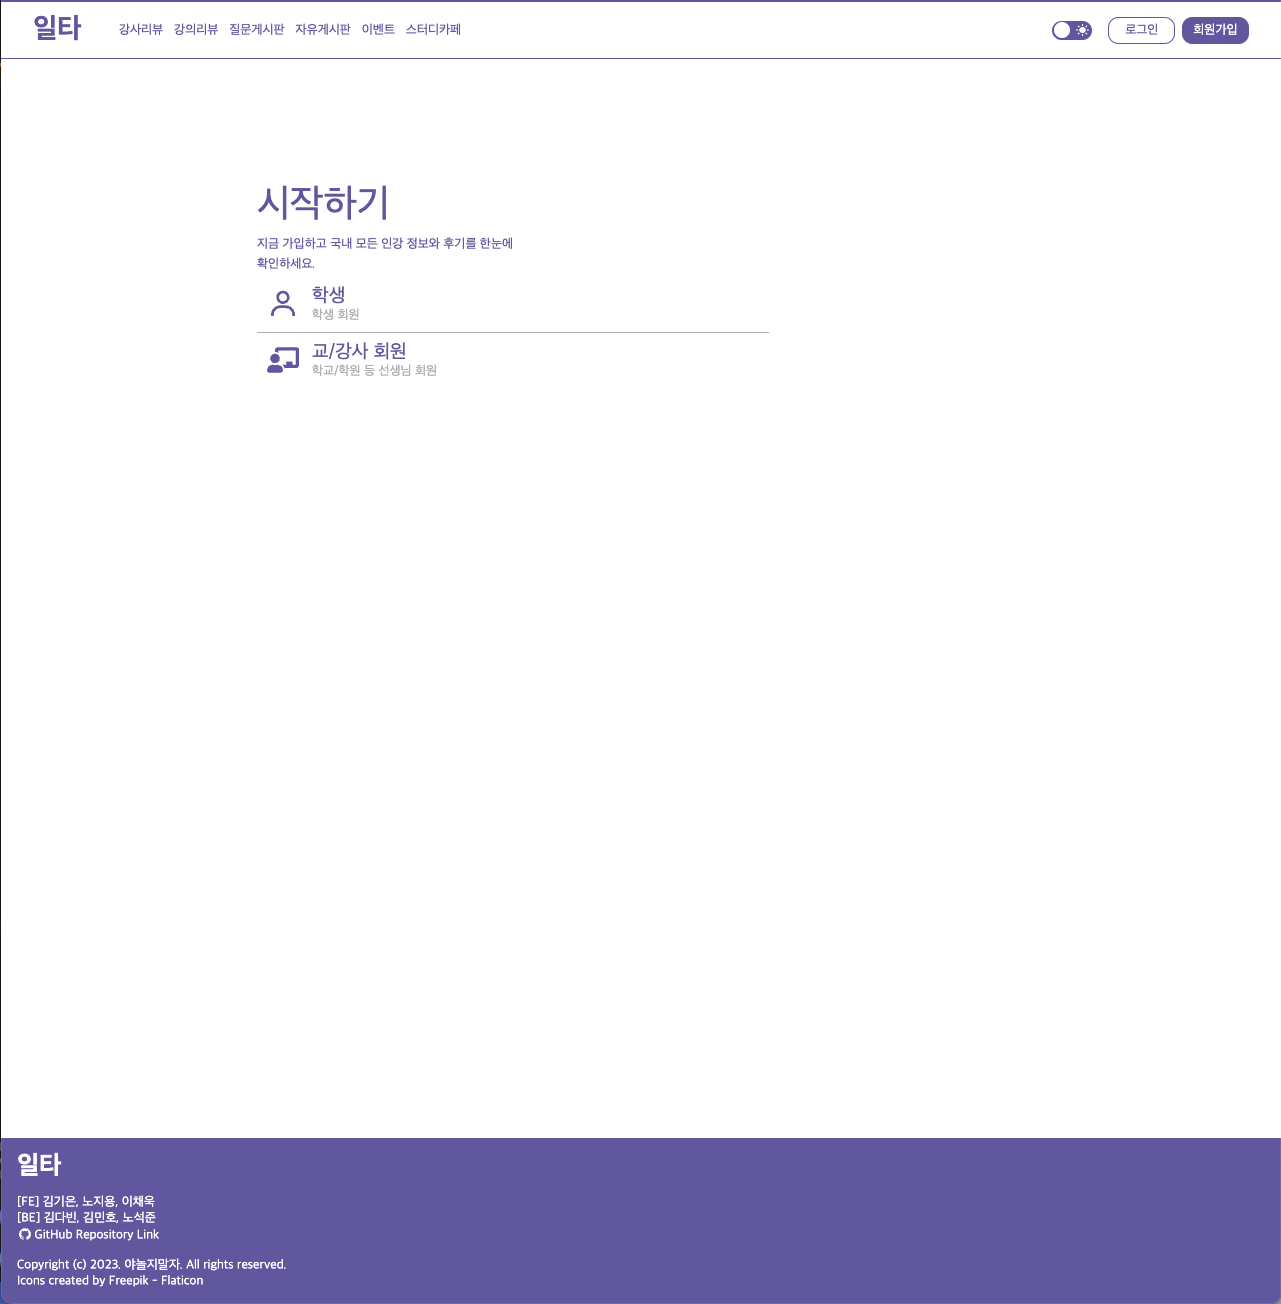 일타
강사리뷰 강의리뷰 질문게시판 자유게시판 이벤트 스터디카페
로그인 회원가입
시작하기
지금 가입하고 국내 모든 인강 정보와 후기를 한눈에
확인하세요.
학생
학생 회원
교/강사 회원
학교/학원 등 선생님 회원
일타
[FE] 김기은, 노지용, 이채욱
[BE] 김다빈, 김민호, 노석준
GitHub Repository Link
Copyright (c) 2023. 야놀지말자. All rights reserved.
Icons created by Freepik - Flaticon